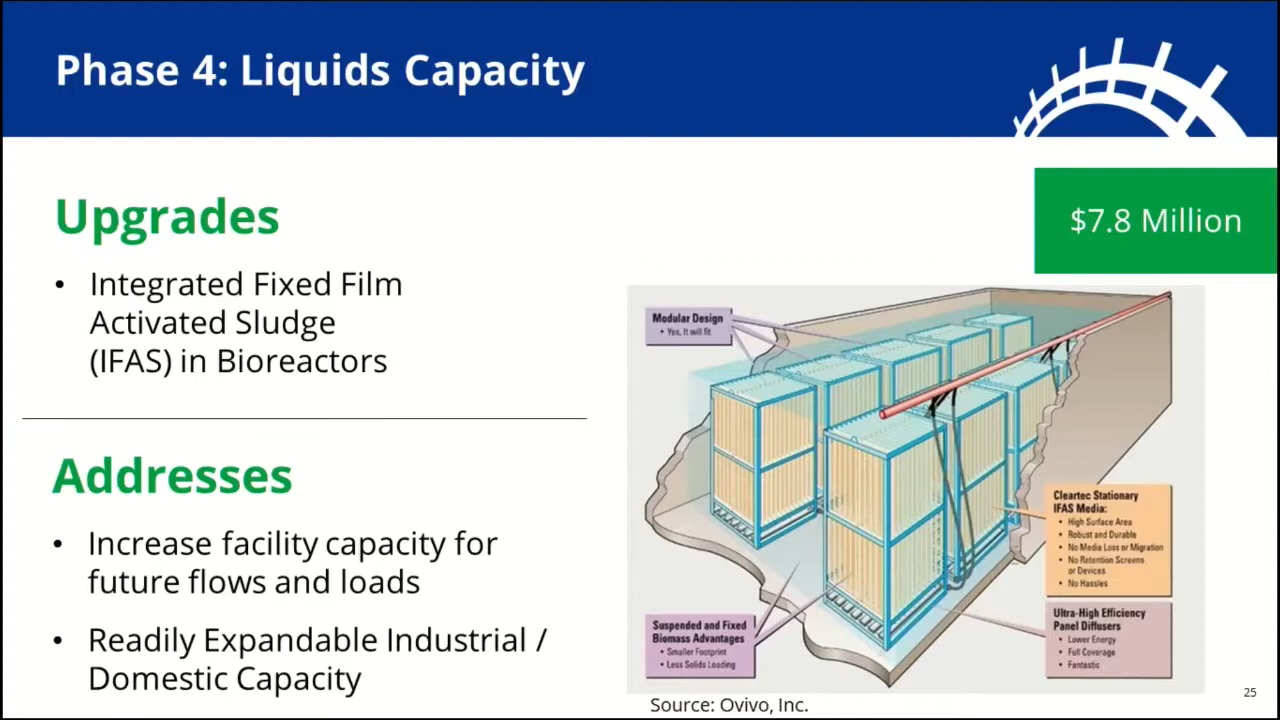 Phase 4: Liquids Capacity
Upgrades
$7.8 Million
• Integrated Fixed Film
Activated Sludge
(IFAS) in Bioreactors
Addresses
• Increase facility capacity for
future flows and loads
• Readily Expandable Industrial /
Domestic Capacity
Modular Design
• Yes, It will fit
Cleartec Stationary
IFAS Media:
• High Surface Area
• Robust and Durable
• No Media Loss or Migration
• No Retention Screens
or Devices
• No Hassles
Suspended and Fixed
Biomass Advantages
• Smaller Footprint
• Less Solids Loading
Ultra-High Efficiency
Panel Diffusers
• Lower Energy
• Full Coverage
• Fantastic
Source: Ovivo, Inc.
25